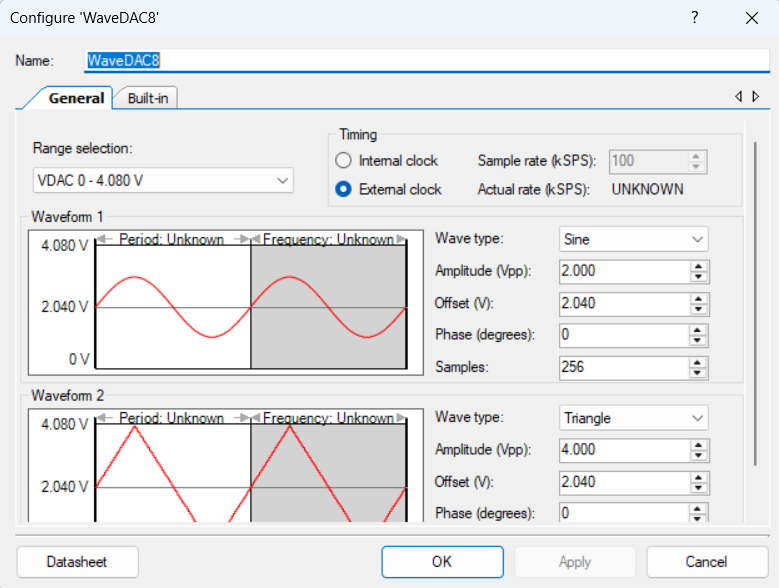 Configure 'WaveDAC8'
?
Name:
WaveDAC8
General
Built-in
Range selection:
VDAC 0 - 4.080 V
Timing
Internal clock
Sample rate (kSPS):
100
External clock
Actual rate (kSPS):
UNKNOWN
Waveform 1
4.080 V
Period: Unknown
Frequency: Unknown
2.040 V
0 V
Wave type:
Sine
Amplitude (Vpp):
2.000
Offset (V):
2.040
Phase (degrees):
0
Samples:
256
Waveform 2
4.080 V
Period: Unknown
Frequency: Unknown
2.040 V
Wave type:
Triangle
Amplitude (Vpp):
4.000
Offset (V):
2.040
Phase (degrees):
0
Datasheet
OK
Apply
Cancel